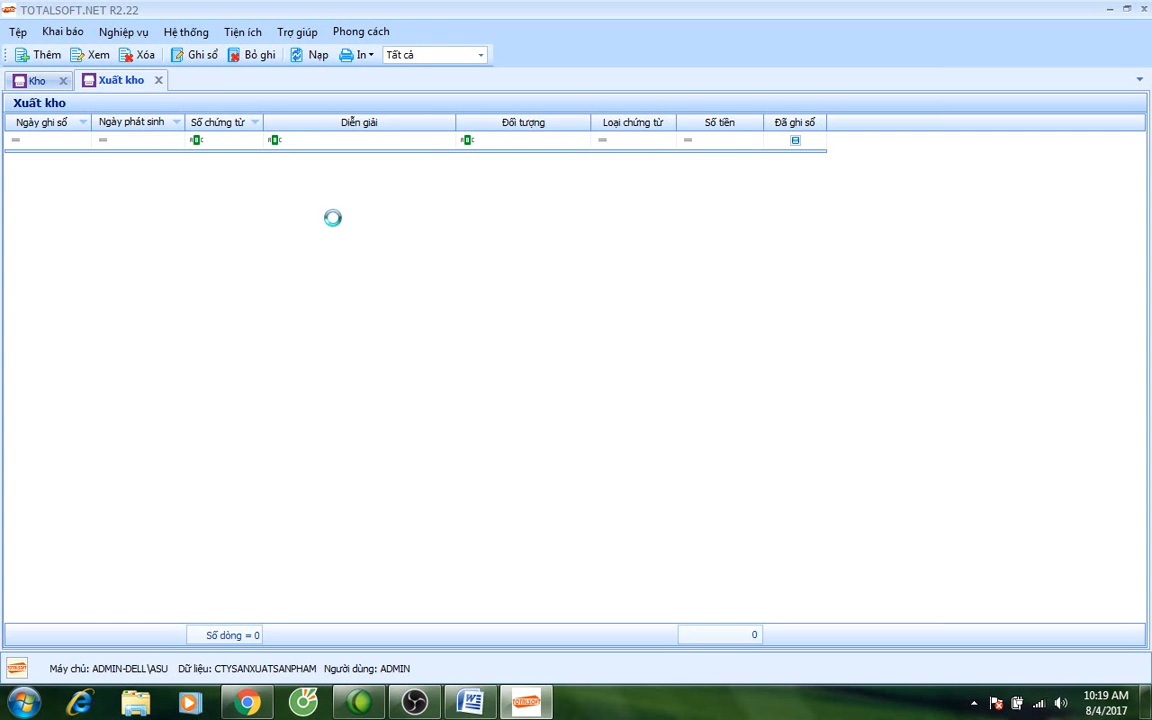 TOTALSOFT.NET R2.22
Tệp Khai báo Nghiệp vụ Hệ thống Tiện ích Trợ giúp Phong cách
Thêm Xem Xóa Ghi sổ Bỏ ghi Nạp In Tất cả
Kho Xuất kho
Xuất kho
Ngày ghi sổ Ngày phát sinh Số chứng từ Diễn giải Đối tượng Loại chứng từ Số tiền Đã ghi sổ
Số dòng = 0 0
TOTALSOFT Máy chủ: ADMIN-DELL\ASU Dữ liệu: CTYSANXUATSANPHAM Người dùng: ADMIN
TOTALSOFT 10:19 AM
8/4/2017